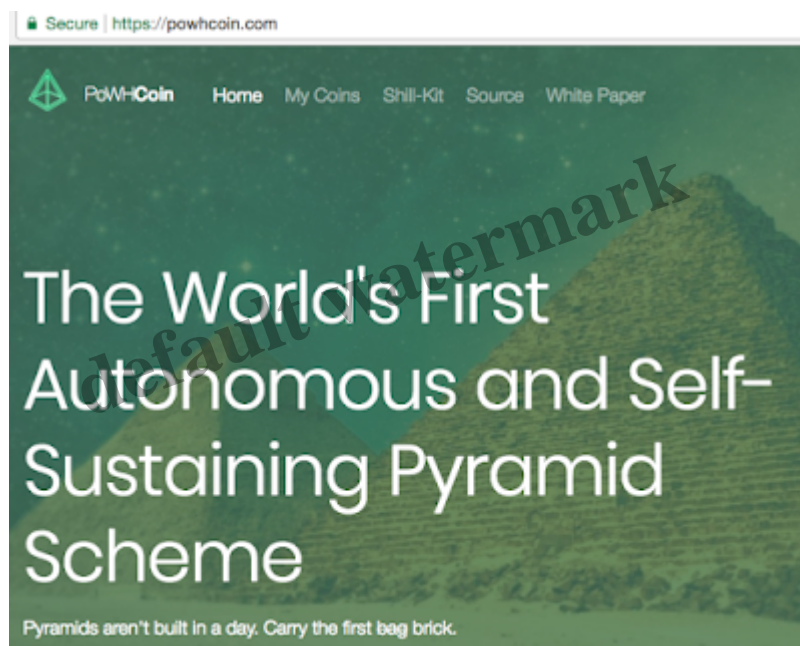 Secure | https://powhcoin.com
PoWHCoin Home My Coins Shill-Kit Source White Paper
default watermark
The World's First
Autonomous and Self-
Sustaining Pyramid
Scheme
Pyramids aren't built in a day. Carry the first bag brick.